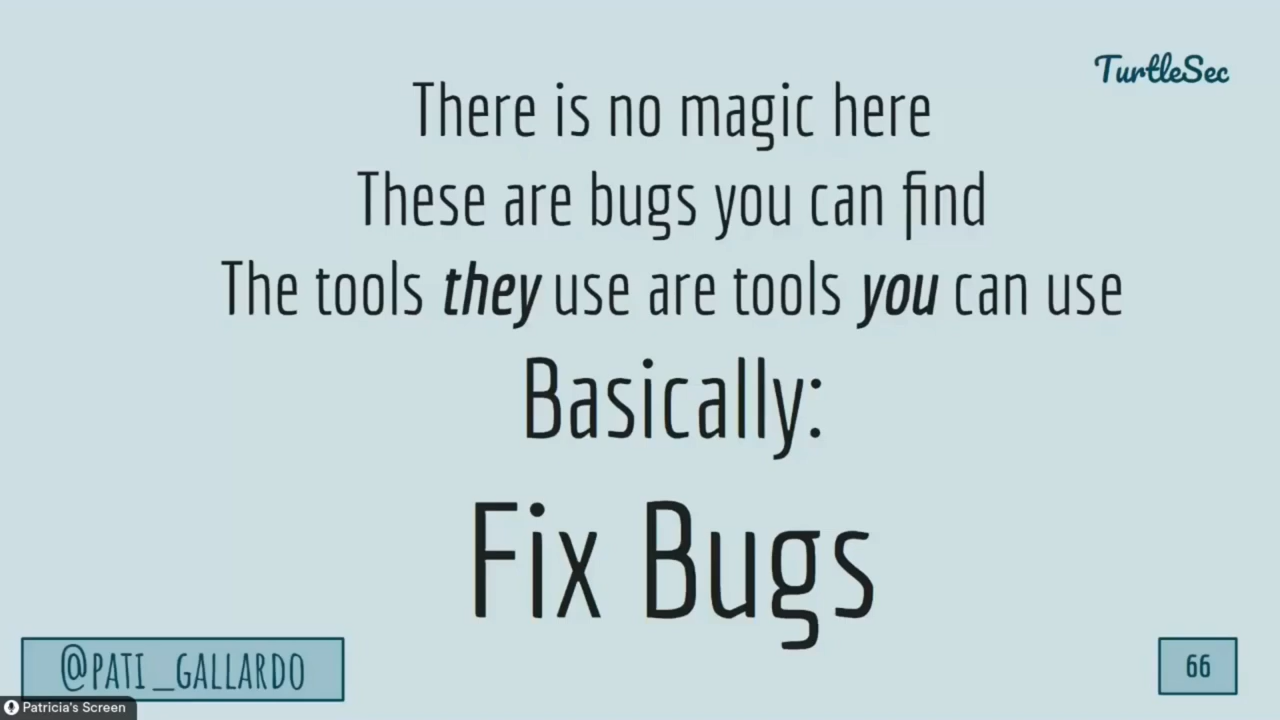 TurtleSec
There is no magic here
These are bugs you can find
The tools they use are tools you can use
Basically:
Fix Bugs
@PATI_GALLARDO
66
Patricia's Screen